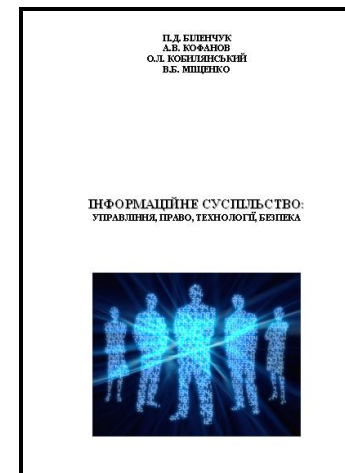 П.Д. БІЛЕНЧУК
А.В. КОФАНОВ
О.Л. КОБИЛЯНСЬКИЙ
В.Б. МІЩЕНКО
ІНФОРМАЦІЙНЕ СУСПІЛЬСТВО:
УПРАВЛІННЯ, ПРАВО, ТЕХНОЛОГІЇ, БЕЗПЕКА